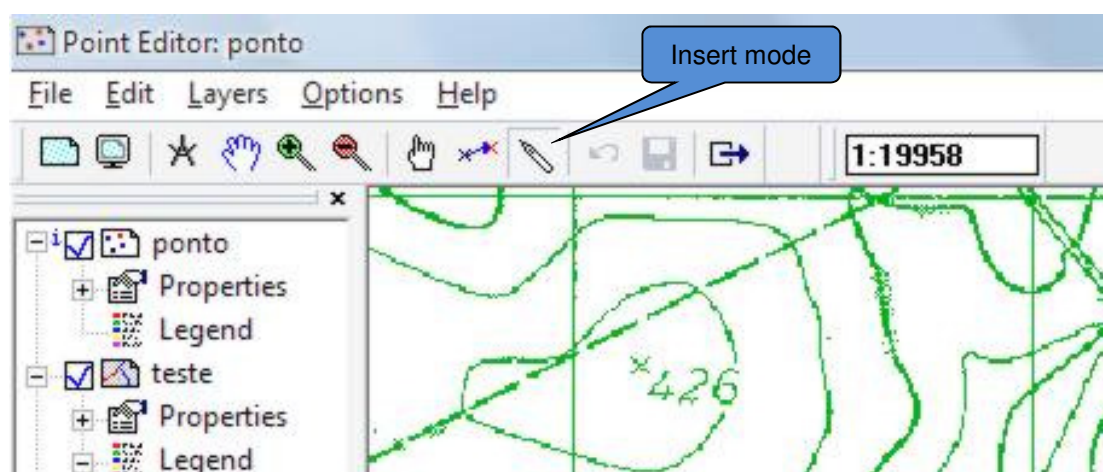 Point Editor: ponto
Insert mode
File Edit Layers Options Help
1:19958
ponto
Properties
Legend
teste
Properties
Legend
426